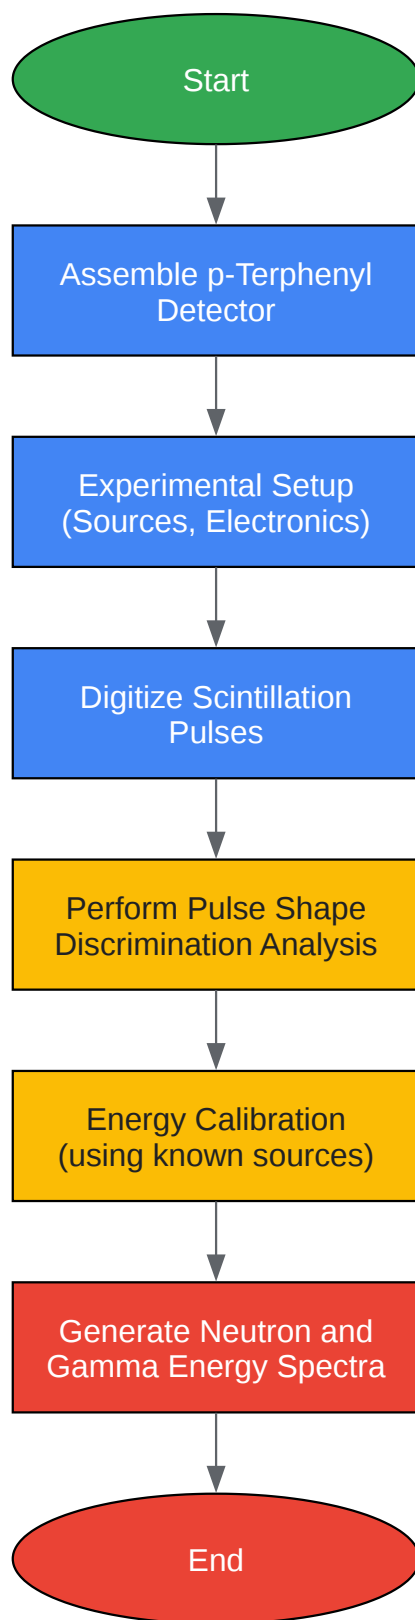 Start
Assemble p-Terphenyl
Detector
Experimental Setup
(Sources, Electronics)
Digitize Scintillation
Pulses
Perform Pulse Shape
Discrimination Analysis
Energy Calibration
(using known sources)
Generate Neutron and
Gamma Energy Spectra
End